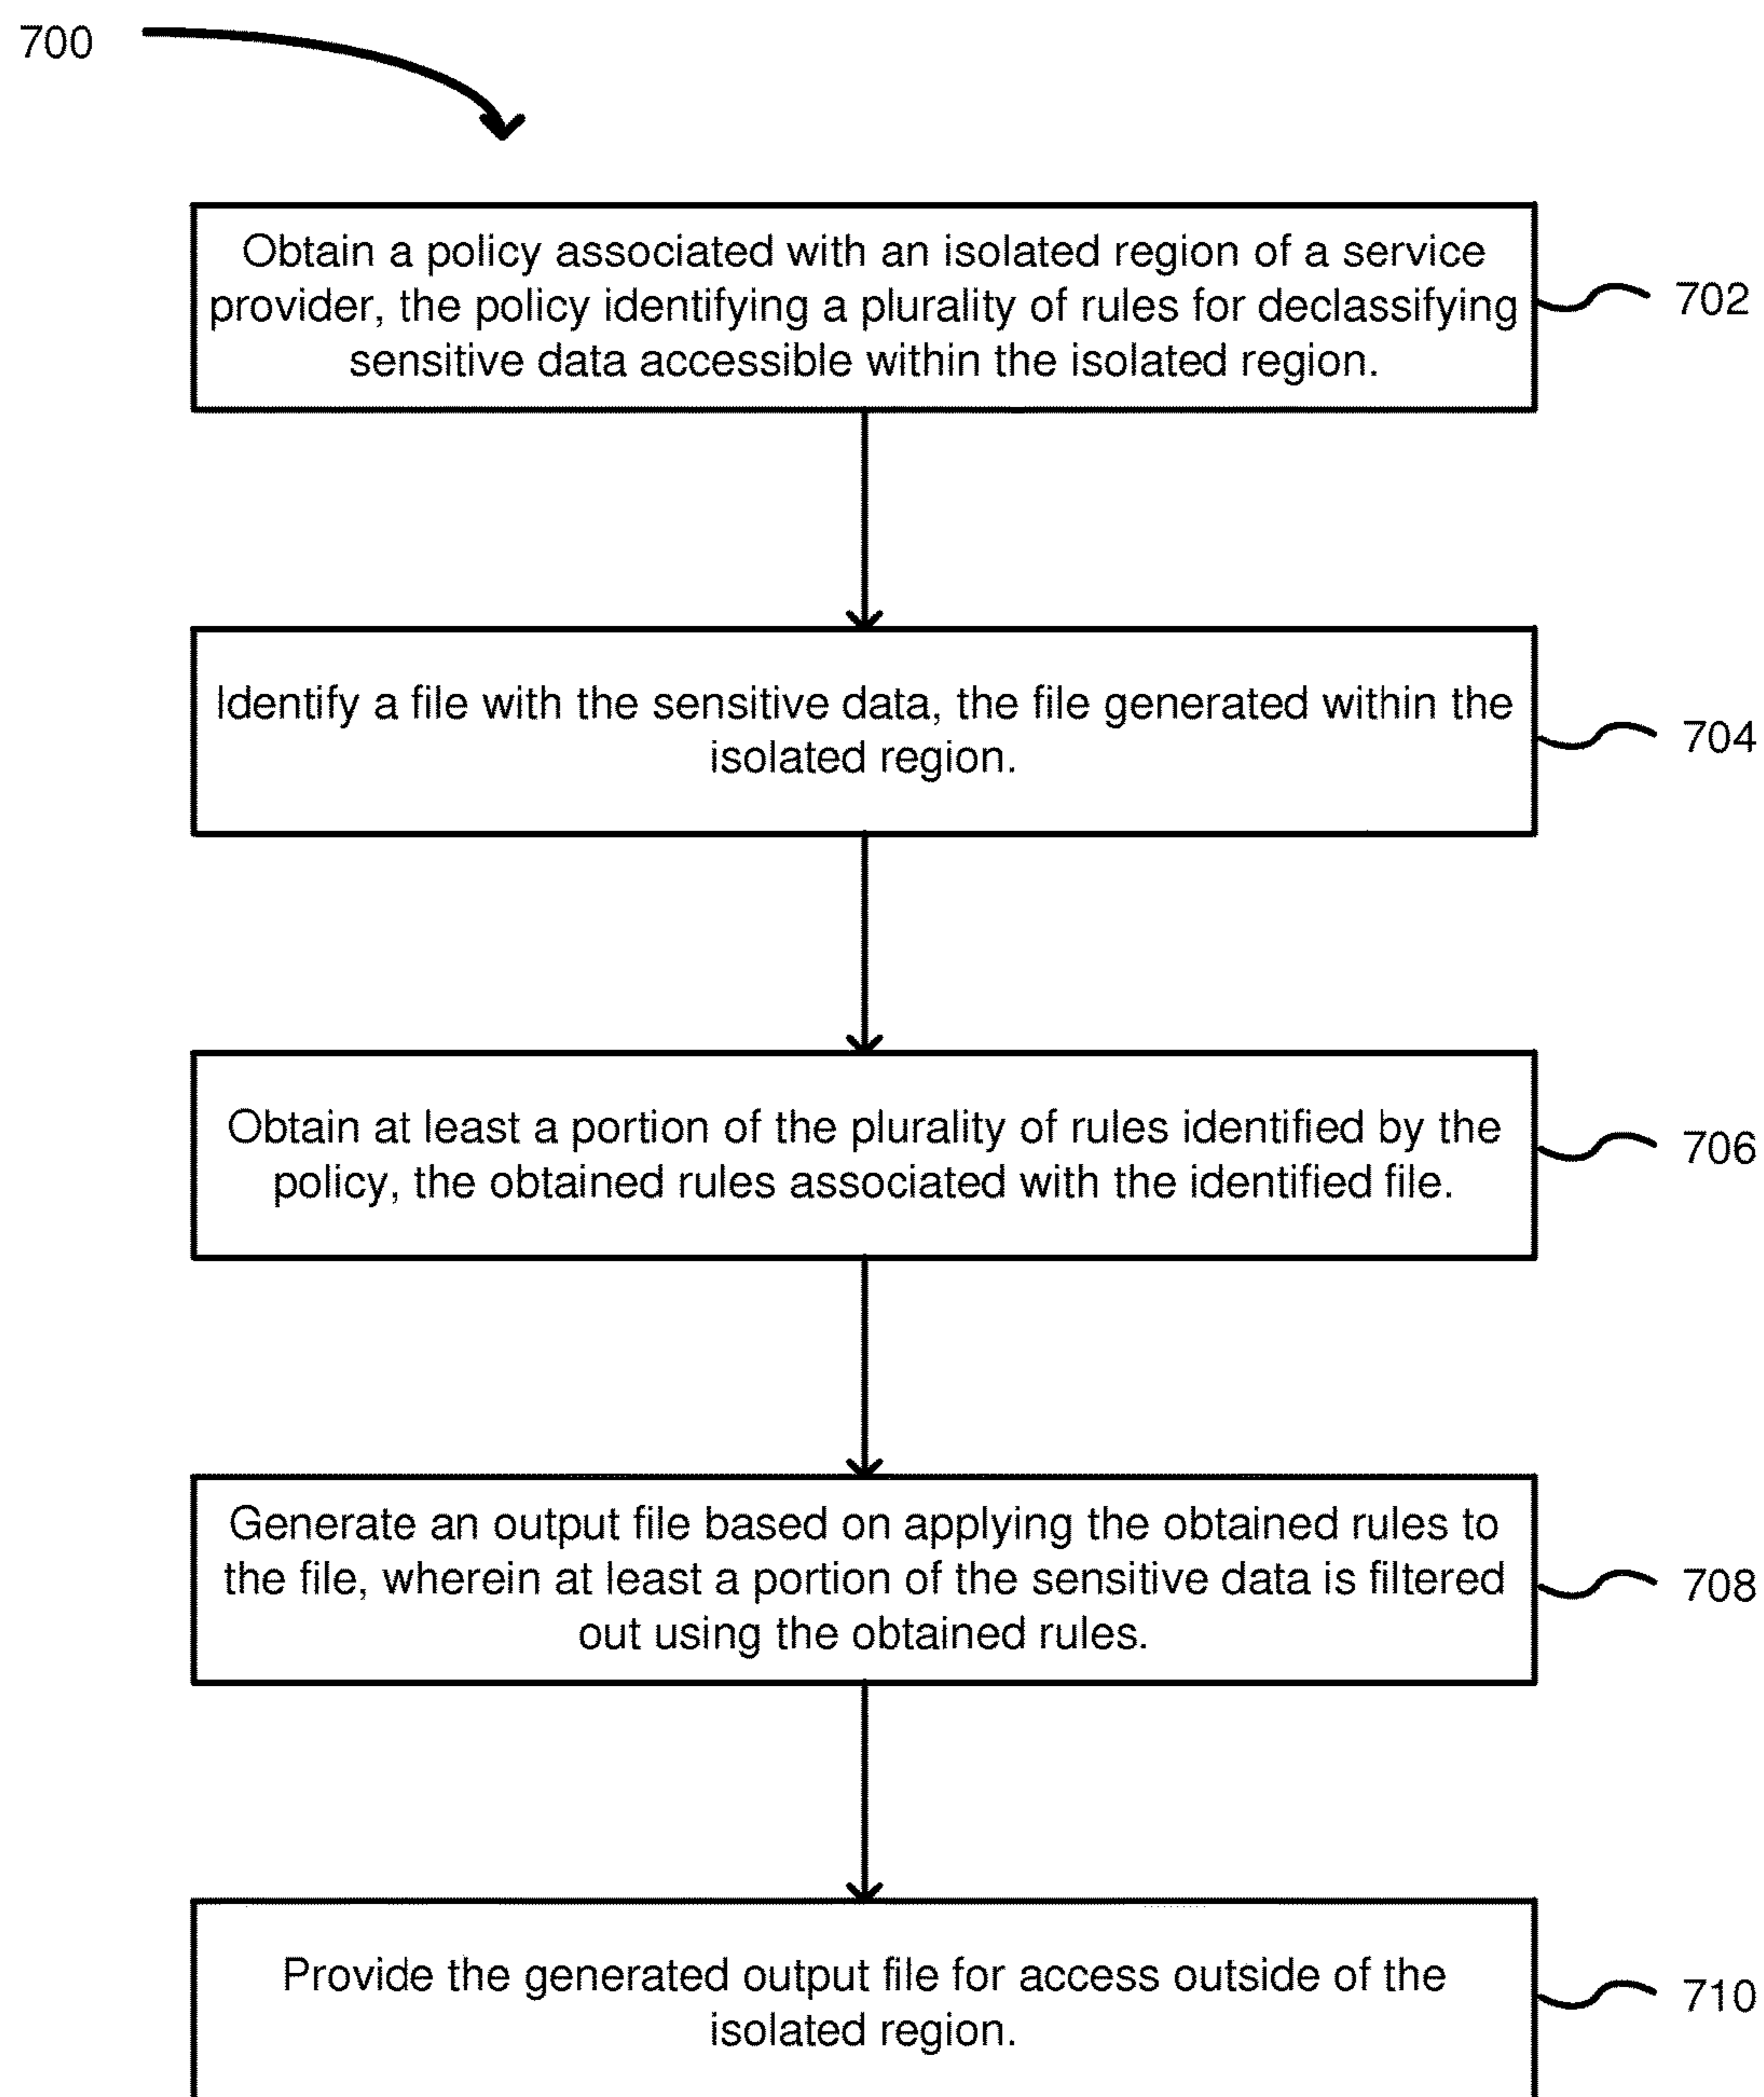 700
Obtain a policy associated with an isolated region of a service
provider, the policy identifying a plurality of rules for declassifying
sensitive data accessible within the isolated region.
702
Identify a file with the sensitive data, the file generated within the
isolated region.
704
Obtain at least a portion of the plurality of rules identified by the
policy, the obtained rules associated with the identified file.
706
Generate an output file based on applying the obtained rules to
the file, wherein at least a portion of the sensitive data is filtered
out using the obtained rules.
708
Provide the generated output file for access outside of the
isolated region.
710